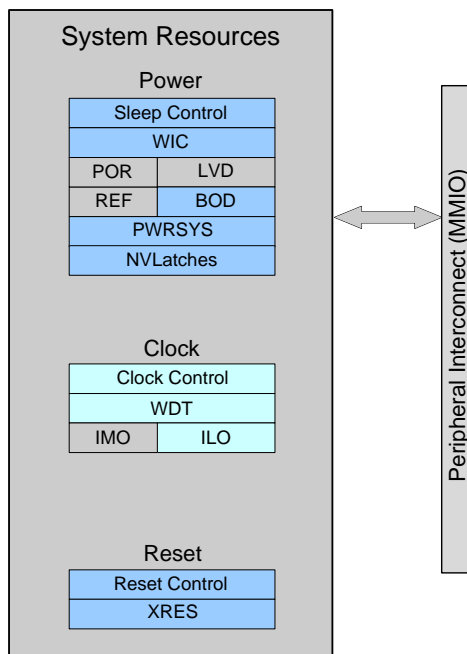 System Resources
Power
Sleep Control
WIC
POR LVD
REF BOD
PWRSYS
NVLatches
Clock
Clock Control
WDT
IMO ILO
Reset
Reset Control
XRES
Peripheral Interconnect (MMIO)